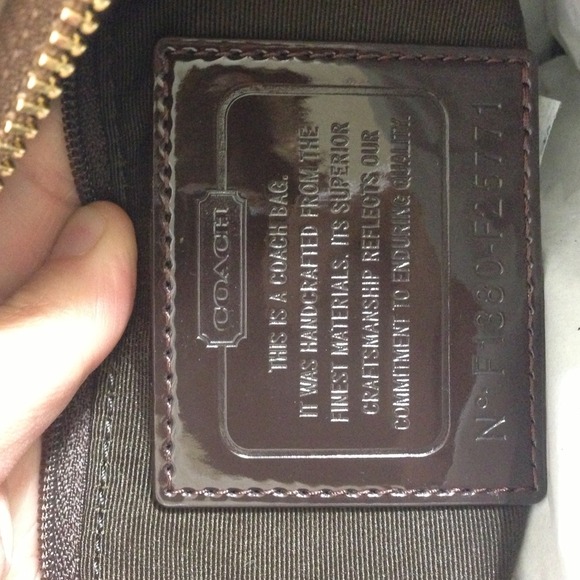 COACH
THIS IS A COACH BAG.
IT WAS HANDCRAFTED FROM THE
FINEST MATERIALS. ITS SUPERIOR
CRAFTSMANSHIP REFLECTS OUR
COMMITMENT TO ENDURING QUALITY.
Nº. F1380-F26771